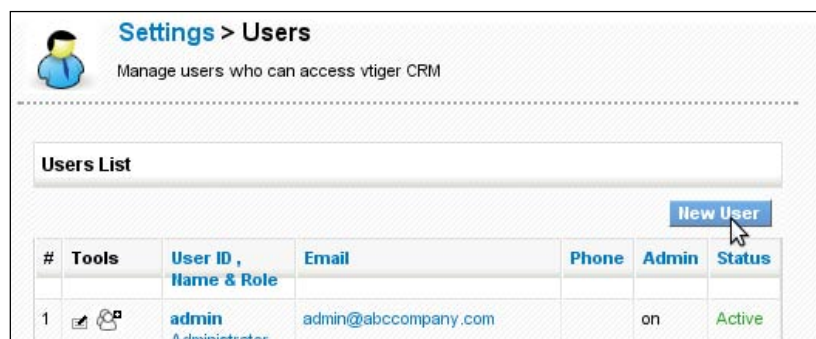 Settings > Users
Manage users who can access vtiger CRM
Users List
New User
# Tools User ID , Name & Role Email Phone Admin Status
1 admin admin@abccompany.com on Active
Administrator